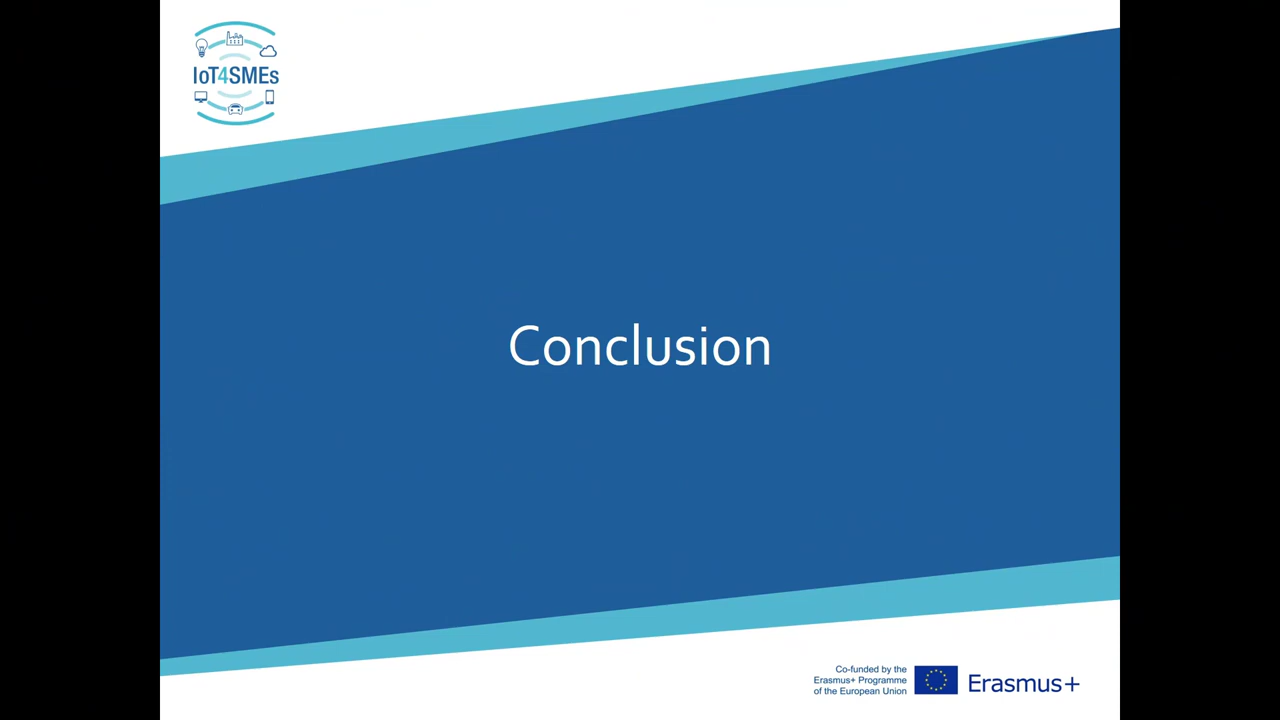 IoT4SMEs
Conclusion
Co-funded by the
Erasmus+ Programme
of the European Union
Erasmus+